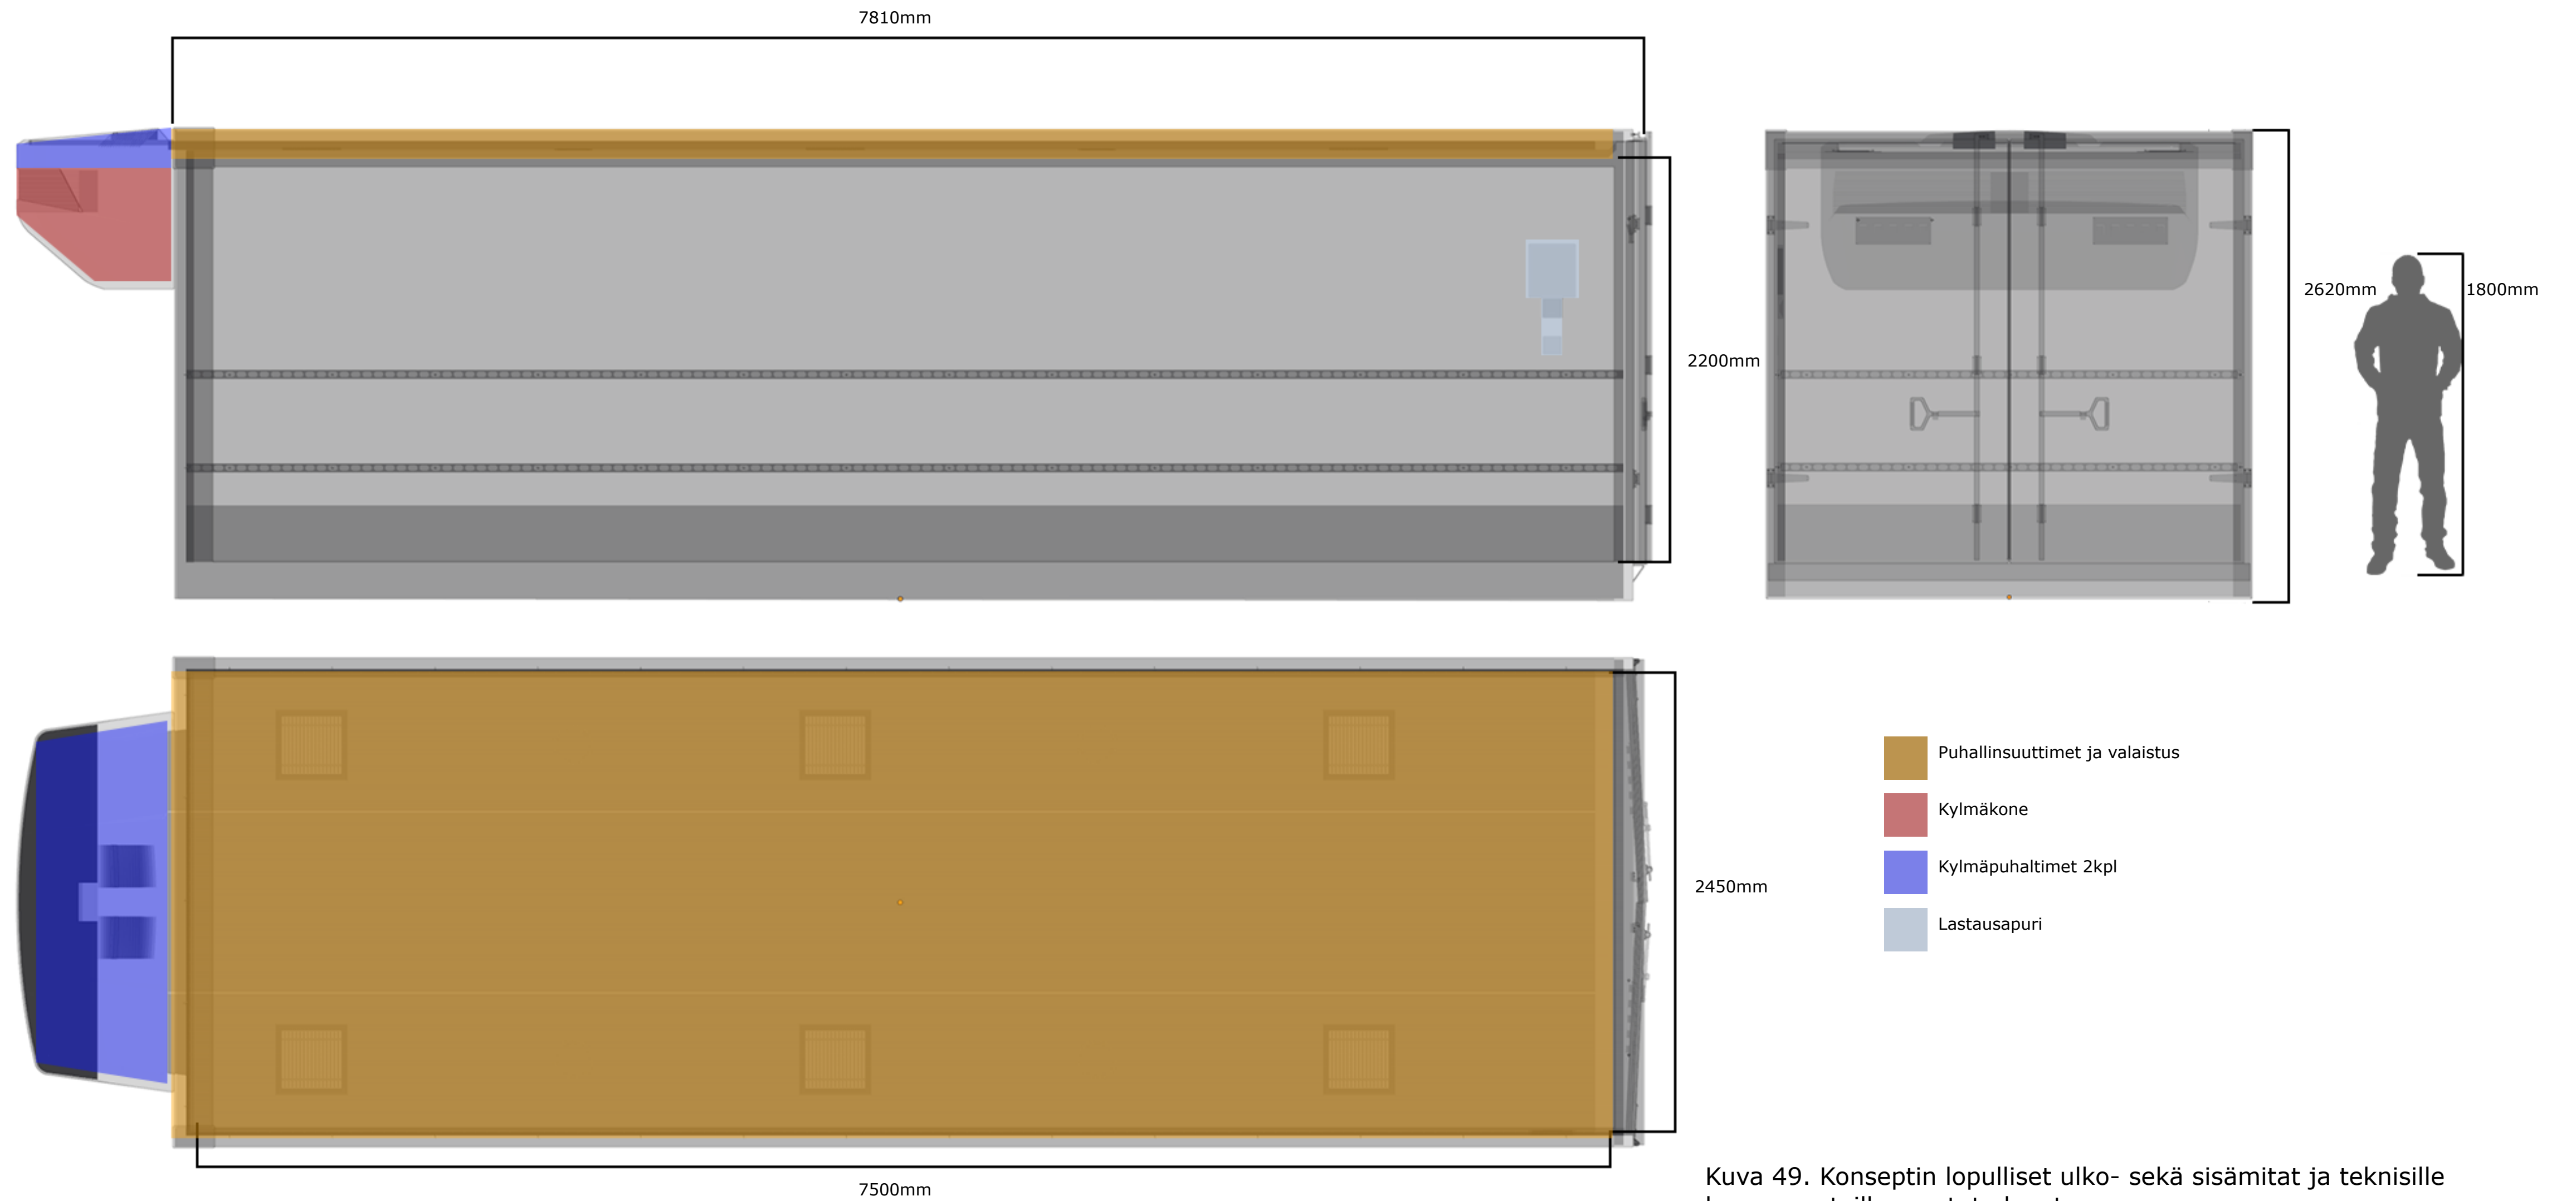 7810mm
2200mm
2620mm
1800mm
2450mm
7500mm
Puhallinsuuttimet ja valaistus
Kylmäkone
Kylmäpuhaltimet 2kpl
Lastausapuri
Kuva 49. Konseptin lopulliset ulko- sekä sisämitat ja teknisille